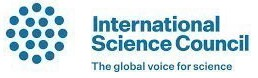 International
Science Council
The global voice for science